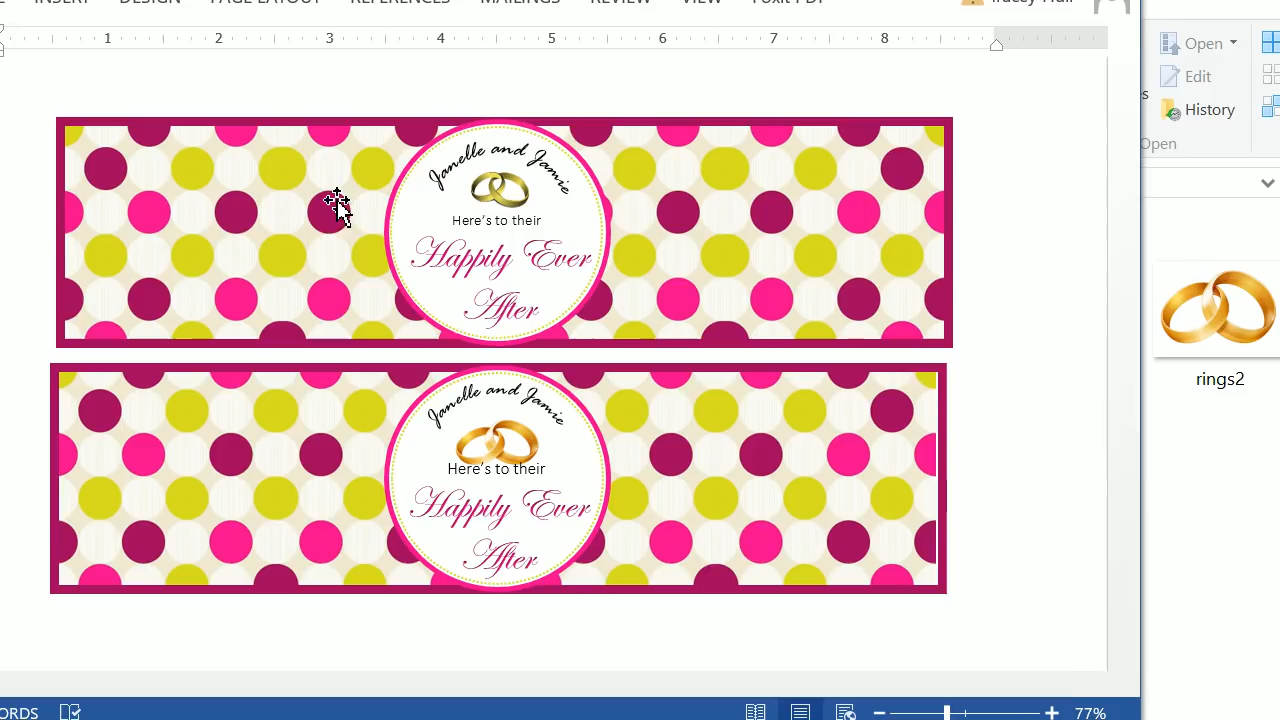 INSERT DESIGN PAGE LAYOUT REFERENCES MAILINGS REVIEW VIEW Foxit PDF Tracey Hall
1 2 3 4 5 6 7 8
Open
Edit
History
Open
Janelle and Jamie
Here's to their
Happily Ever
After
Janelle and Jamie
Here's to their
Happily Ever
After
rings2
ORDS
77%